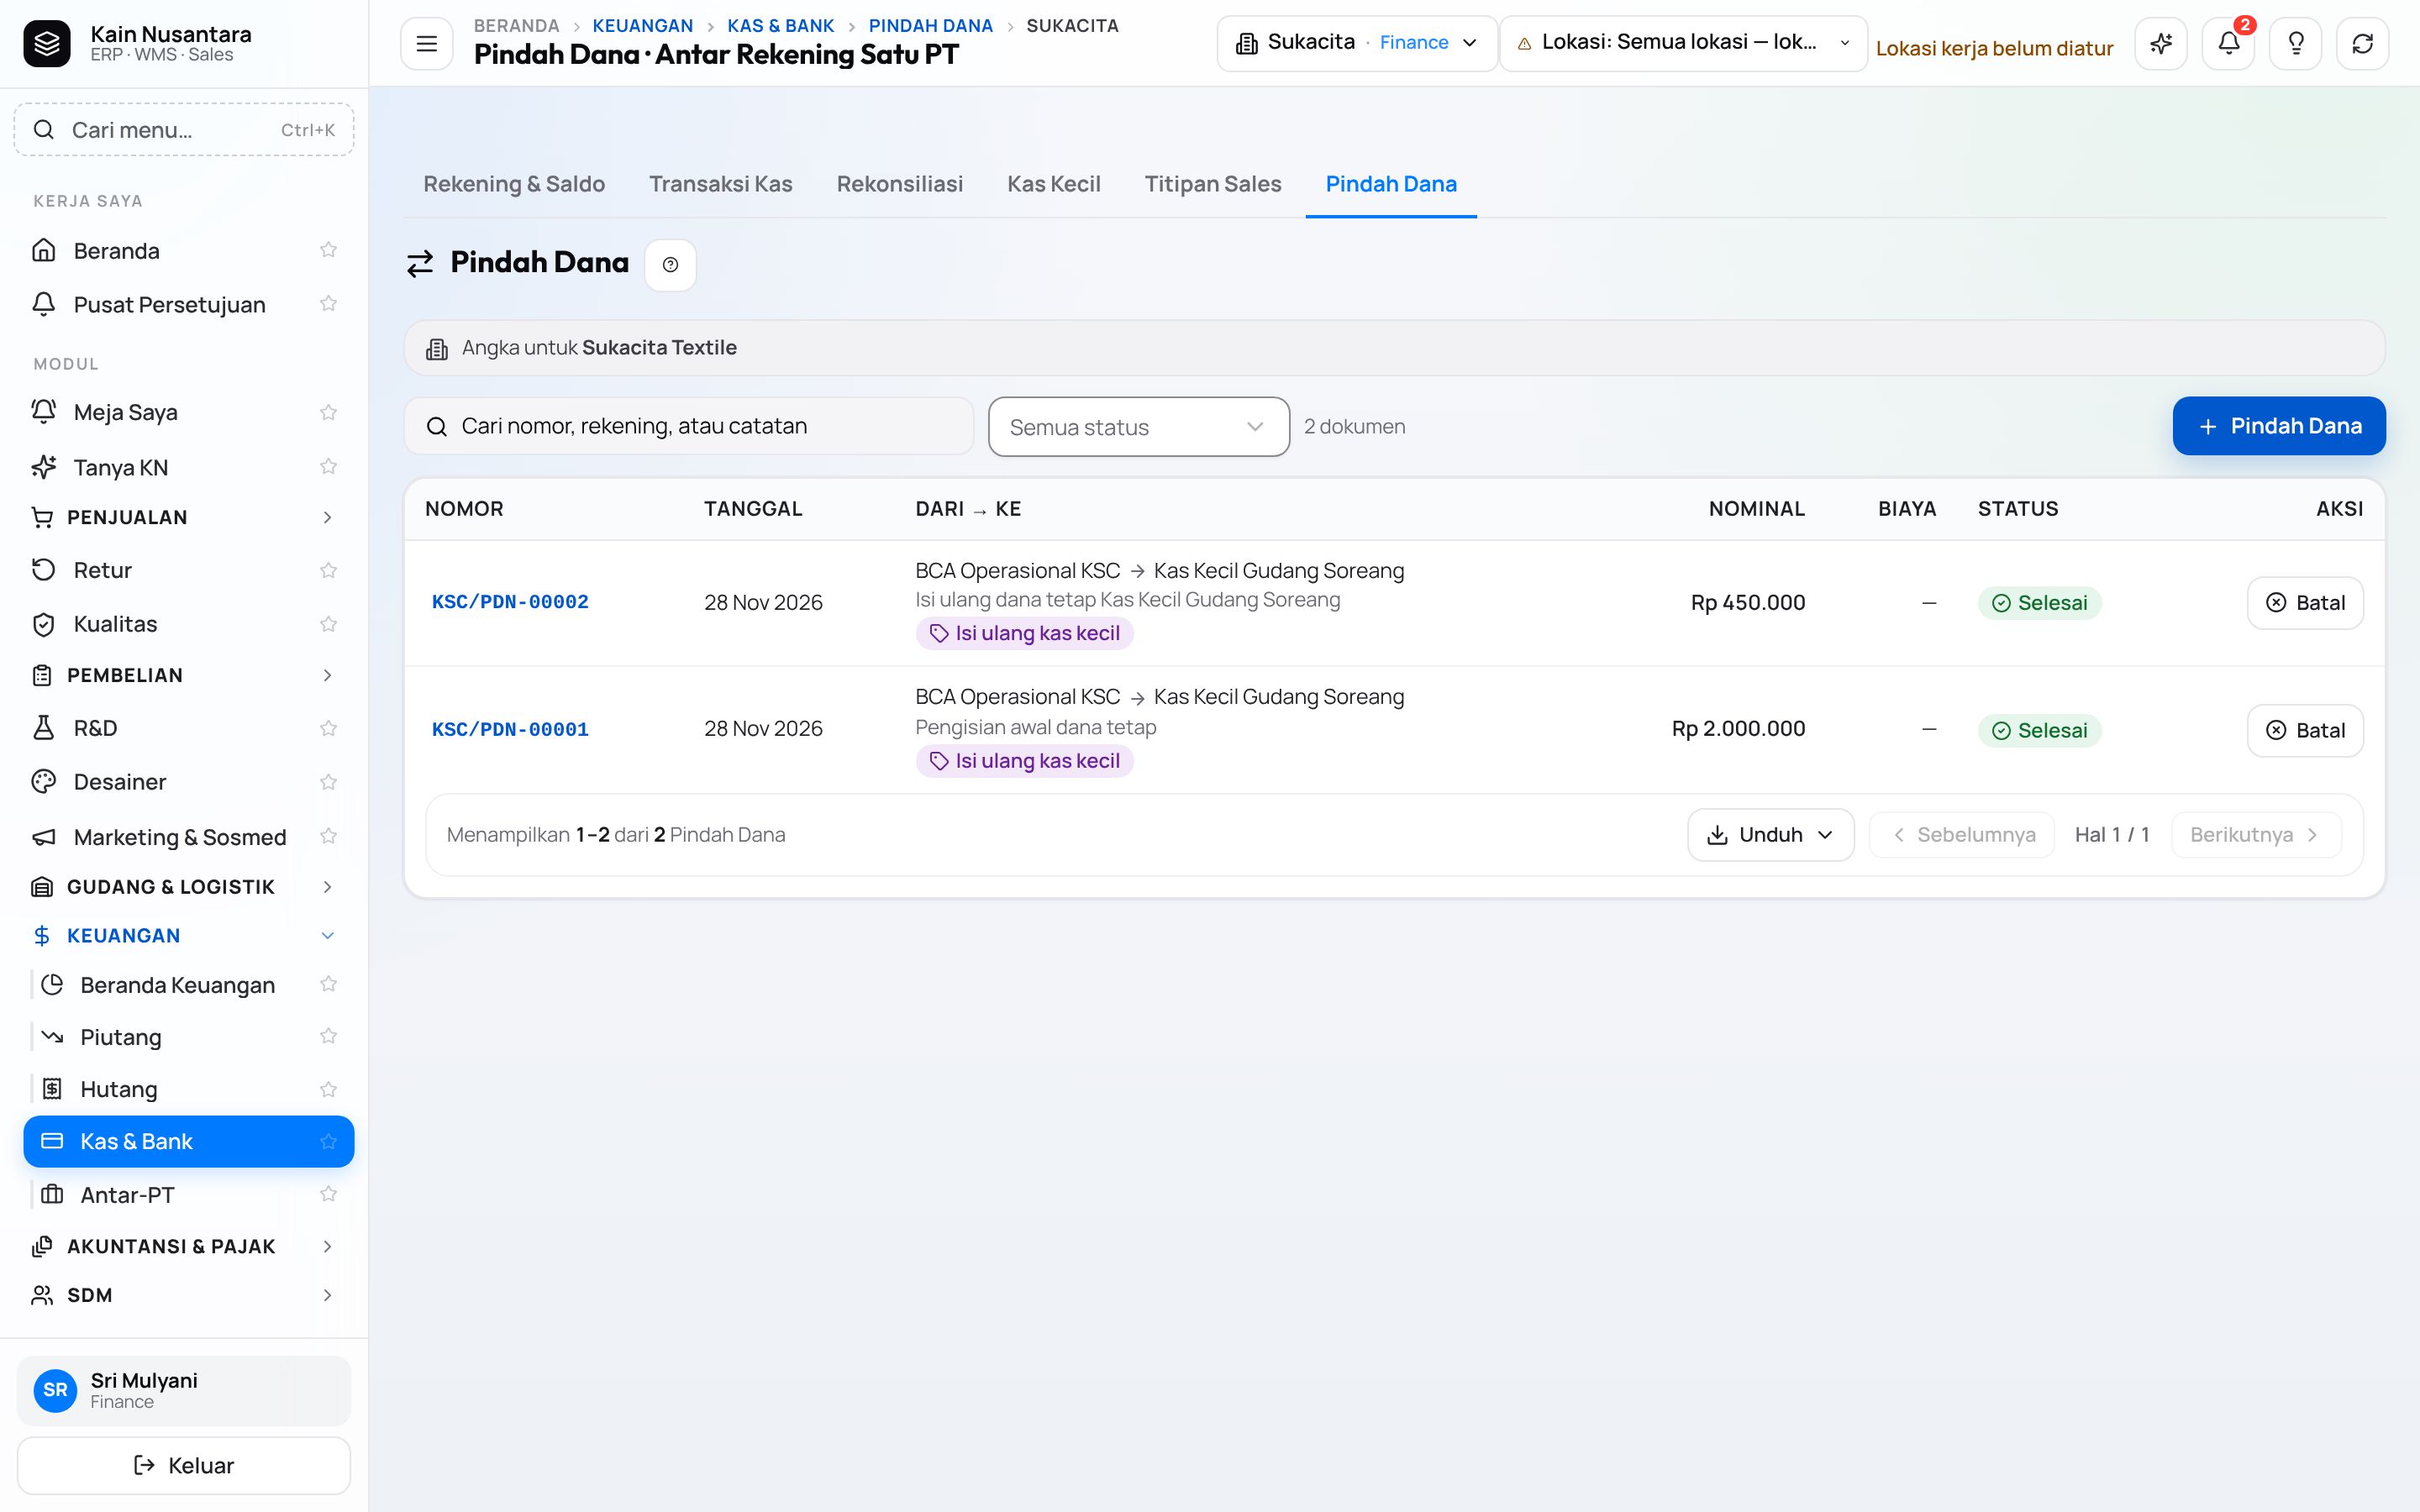 Kain Nusantara
ERP · WMS · Sales
Cari menu... Ctrl+K
KERJA SAYA
Beranda
Pusat Persetujuan
MODUL
Meja Saya
Tanya KN
PENJUALAN
Retur
Kualitas
PEMBELIAN
R&D
Desainer
Marketing & Sosmed
GUDANG & LOGISTIK
KEUANGAN
Beranda Keuangan
Piutang
Hutang
Kas & Bank
Antar-PT
AKUNTANSI & PAJAK
SDM
SR
Sri Mulyani
Finance
Keluar
BERANDA > KEUANGAN > KAS & BANK > PINDAH DANA > SUKACITA
Pindah Dana · Antar Rekening Satu PT
Sukacita · Finance
Lokasi: Semua lokasi — lok...
Lokasi kerja belum diatur
2
Rekening & Saldo Transaksi Kas Rekonsiliasi Kas Kecil Titipan Sales Pindah Dana
Pindah Dana
Angka untuk Sukacita Textile
Cari nomor, rekening, atau catatan
Semua status
2 dokumen
+ Pindah Dana
NOMOR TANGGAL DARI → KE NOMINAL BIAYA STATUS AKSI
KSC/PDN-00002 28 Nov 2026 BCA Operasional KSC → Kas Kecil Gudang Soreang Rp 450.000 — Selesai Batal
Isi ulang dana tetap Kas Kecil Gudang Soreang
Isi ulang kas kecil
KSC/PDN-00001 28 Nov 2026 BCA Operasional KSC → Kas Kecil Gudang Soreang Rp 2.000.000 — Selesai Batal
Pengisian awal dana tetap
Isi ulang kas kecil
Menampilkan 1–2 dari 2 Pindah Dana
Unduh
Sebelumnya
Hal 1 / 1
Berikutnya